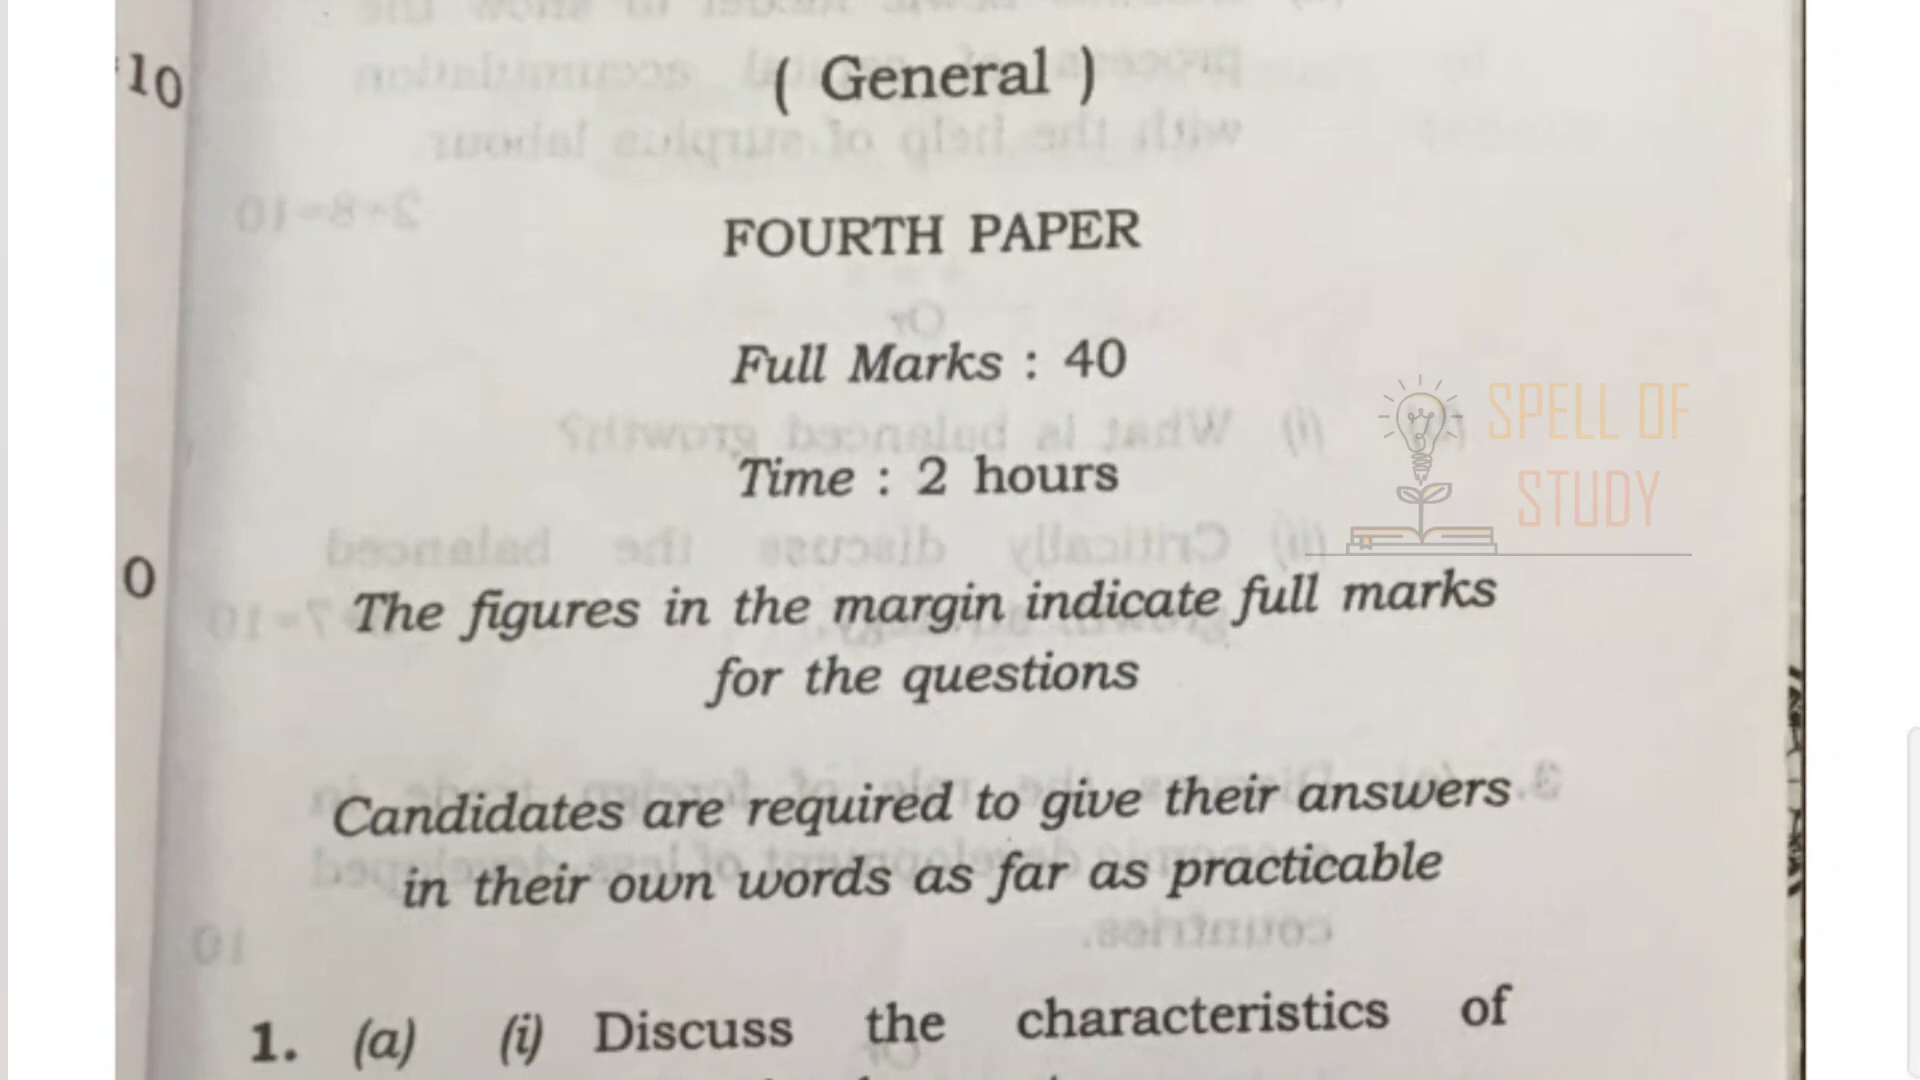 10
( General )
FOURTH PAPER
Full Marks : 40
Time : 2 hours
SPELL OF
STUDY
0
The figures in the margin indicate full marks
for the questions
Candidates are required to give their answers
in their own words as far as practicable
1. (a) (i) Discuss the characteristics of